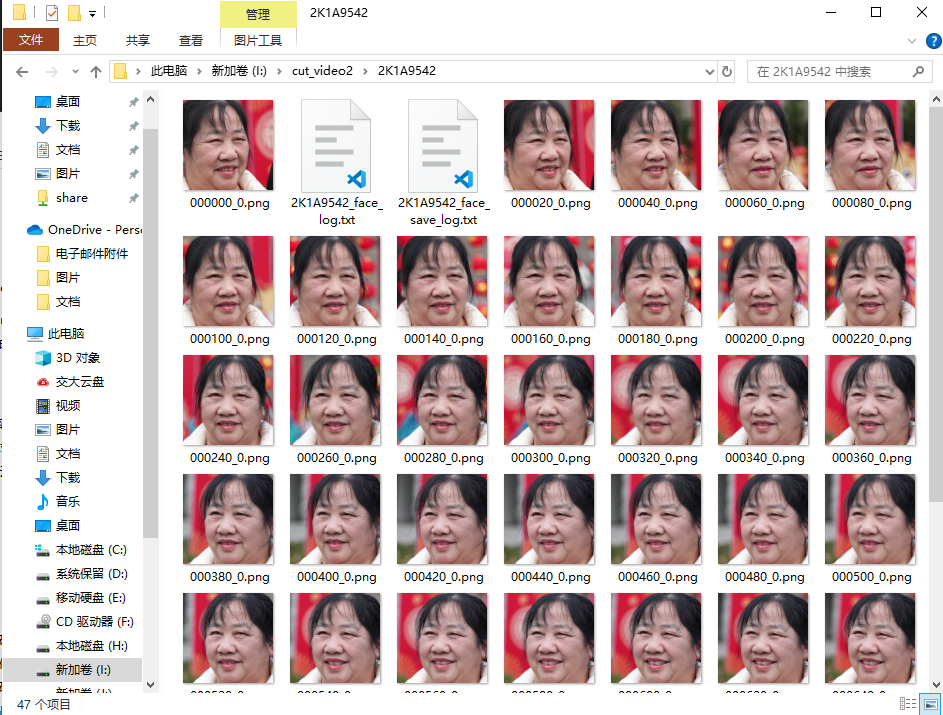 管理
2K1A9542
文件
主页
共享
查看
图片工具
此电脑 › 新加卷 (I:) › cut_video2 › 2K1A9542
在 2K1A9542 中搜索
桌面
下载
文档
图片
share
OneDrive - Pers
电子邮件附件
图片
文档
此电脑
3D 对象
交大云盘
视频
图片
文档
下载
音乐
桌面
本地磁盘 (C:)
系统保留 (D:)
移动硬盘 (E:)
CD 驱动器 (F:)
本地磁盘 (H:)
新加卷 (I:)
000000_0.png
2K1A9542_face_
log.txt
2K1A9542_face_
save_log.txt
000020_0.png
000040_0.png
000060_0.png
000080_0.png
000100_0.png
000120_0.png
000140_0.png
000160_0.png
000180_0.png
000200_0.png
000220_0.png
000240_0.png
000260_0.png
000280_0.png
000300_0.png
000320_0.png
000340_0.png
000360_0.png
000380_0.png
000400_0.png
000420_0.png
000440_0.png
000460_0.png
000480_0.png
000500_0.png
47 个项目